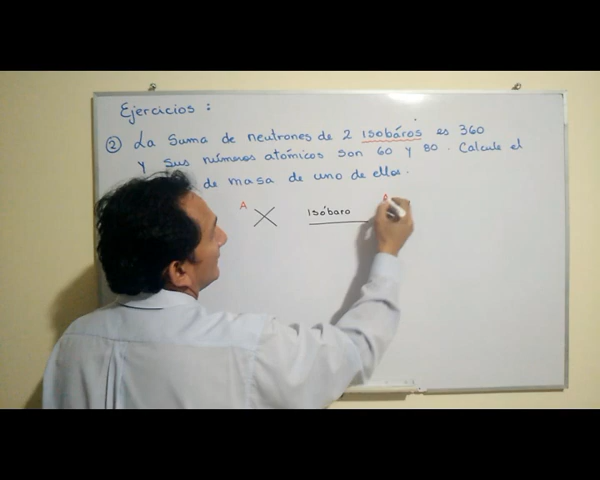 Ejercicios :
② La suma de neutrones de 2 isobáros es 360
y sus números atómicos son 60 y 80. Calcule el
de masa de uno de ellos.
A X Isóbaro A